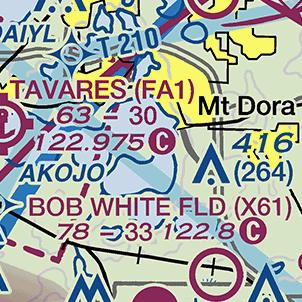 DAIYL
T 210
TAVARES (FA1)
63 - 30
122.975 C
Mt Dora
416
(264)
AKOJO
BOB WHITE FLD (X61)
78 - 33 122.8 C